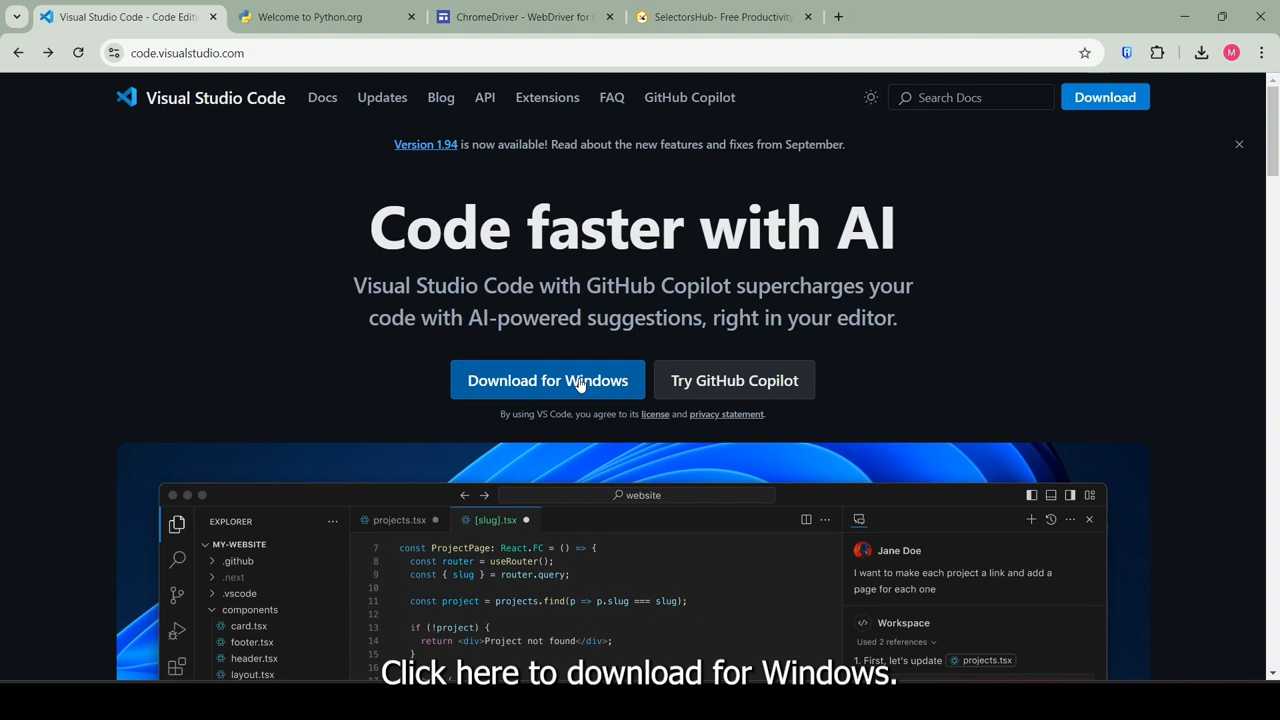 Visual Studio Code - Code Editi
Welcome to Python.org
ChromeDriver - WebDriver for
SelectorsHub- Free Productivity
code.visualstudio.com
M
Visual Studio Code
Docs
Updates
Blog
API
Extensions
FAQ
GitHub Copilot
Search Docs
Download
Version 1.94 is now available! Read about the new features and fixes from September.
Code faster with AI
Visual Studio Code with GitHub Copilot supercharges your
code with AI-powered suggestions, right in your editor.
Download for Windows
Try GitHub Copilot
By using VS Code, you agree to its license and privacy statement.
website
EXPLORER
projects.tsx
[slug].tsx
MY-WEBSITE
.github
.next
.vscode
components
card.tsx
footer.tsx
header.tsx
layout.tsx
7 const ProjectPage: React.FC = () => {
8 const router = useRouter();
9 const { slug } = router.query;
10
11 const project = projects.find(p => p.slug === slug);
12
13 if (!project) {
14 return <div>Project not found</div>;
15 }
Jane Doe
I want to make each project a link and add a
page for each one
Workspace
Used 2 references
1. First, let's update projects.tsx
Click here to download for Windows.